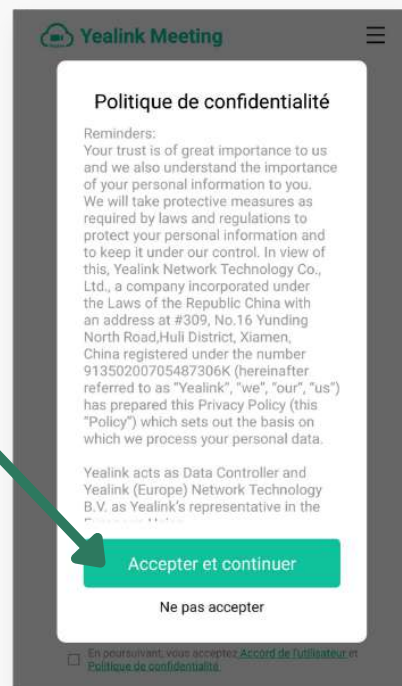 Yealink Meeting
Politique de confidentialité
Reminders:
Your trust is of great importance to us
and we also understand the importance
of your personal information to you.
We will take protective measures as
required by laws and regulations to
protect your personal information and
to keep it under our control. In view of
this, Yealink Network Technology Co.,
Ltd., a company incorporated under
the Laws of the Republic China with
an address at #309, No.16 Yunding
North Road,Huli District, Xiamen,
China registered under the number
91350200705487306K (hereinafter
referred to as "Yealink", "we", "our", "us")
has prepared this Privacy Policy (this
"Policy") which sets out the basis on
which we process your personal data.
Yealink acts as Data Controller and
Yealink (Europe) Network Technology
B.V. as Yealink's representative in the
Accepter et continuer
Ne pas accepter
En poursuivant, vous acceptez Accord de l'utilisateur et
Politique de confidentialité